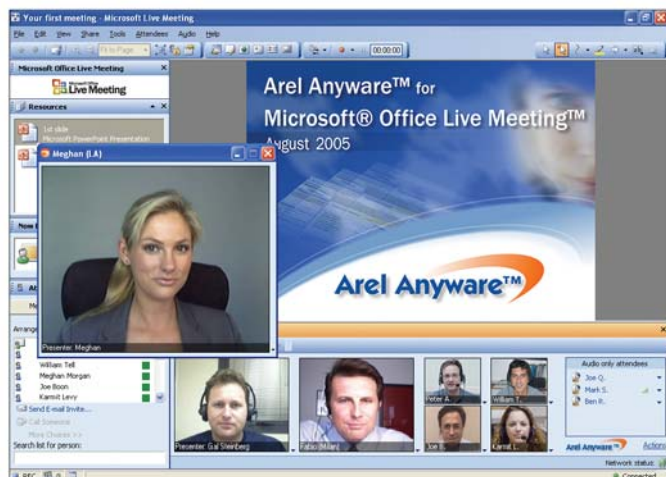 Your first meeting - Microsoft Live Meeting
File Edit View Share Tools Attendees Audio Help
Fit to Page
00:00:00
Microsoft Office Live Meeting
Microsoft Office
Live Meeting
Resources
1st slide
Microsoft PowerPoint Presentation
Arel Anyware™ for
Microsoft® Office Live Meeting™
August 2005
Meghan (LA)
Presenter: Meghan
Arel Anyware™
William Tell
Meghan Morgan
Joe Boon
Karmit Levy
Send E-mail Invite...
Call Someone
More Choices >>
Search list for person:
Presenter: Gal Steinberg
Fabio (Milan)
Peter A.
William T.
Karmit L.
Audio only attendees
Joe Q.
Mark S.
Ben R.
Arel Anyware™
Actions
Network status:
REC
Connected